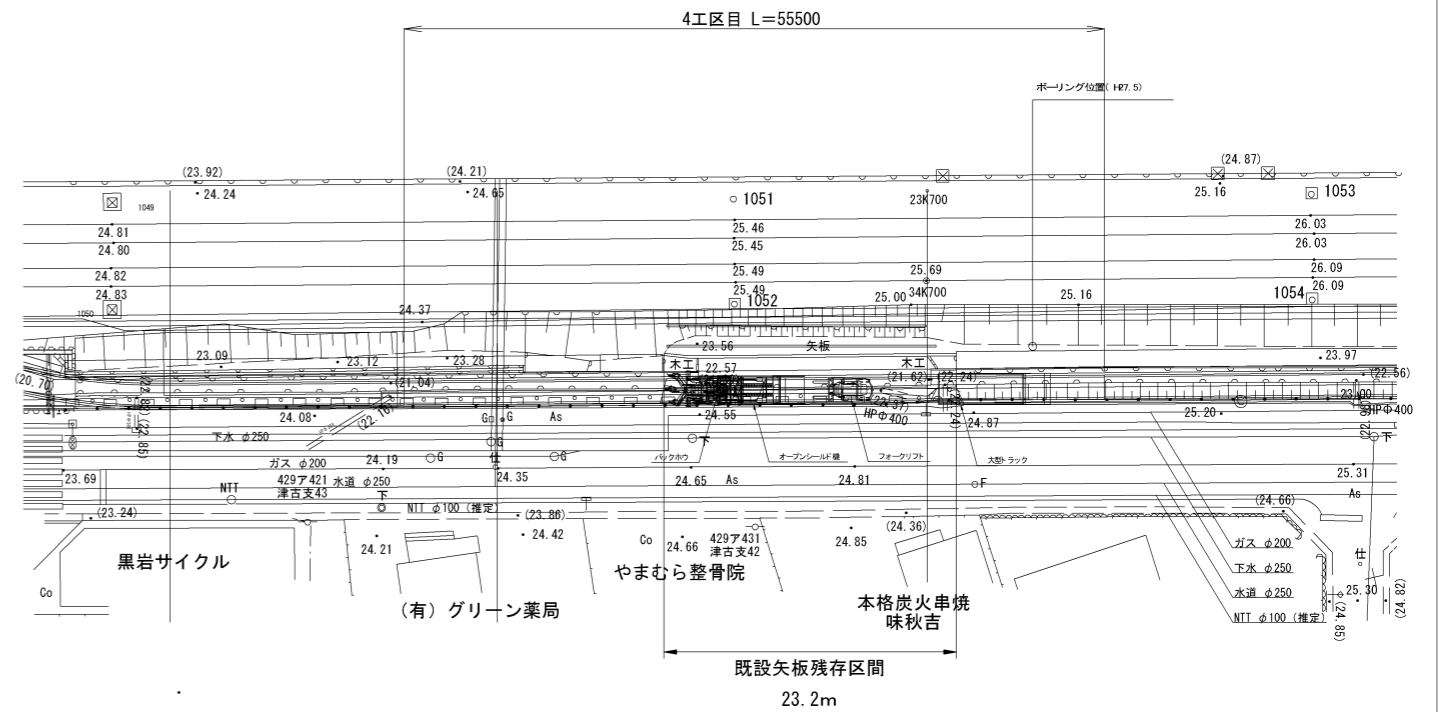 4工区目 L=55500
ボーリング位置( H27.5)
(23.92)
(24.21)
(24.87)
24.24
24.65
25.16
1053
1051
23K700
1049
24.81
24.80
25.46
25.45
26.03
26.03
24.82
24.83
25.49
25.49
25.69
34K700
26.09
26.09
1050
1052
25.00
25.16
1054
24.37
23.09
23.12
23.28
23.56
矢板
23.97
木工
22.57
木工
(20.70)
(21.04)
(21.62)
(22.24)
(22.56)
(22.85)
24.08
(22.16)
G
G
As
24.55
HPΦ400
24.87
25.20
23.00
HPΦ400
下水 φ250
G
下
下
バックホウ
オープンシールド機
フォークリフト
大型トラック
ガス φ200
24.19
G
仕
G
23.69
429ア421
津古支43
水道 φ250
24.35
24.65
As
24.81
F
25.31
As
NTT
下
NTT φ100（推定）
(23.24)
(23.86)
(24.36)
(24.66)
24.21
24.42
Co
24.66
429ア431
津古支42
24.85
ガス φ200
下水 φ250
水道 φ250
NTT φ100（推定）
仕
25.30
(24.82)
(24.85)
黒岩サイクル
Co
やまむら整骨院
（有）グリーン薬局
本格炭火串焼
味秋吉
既設矢板残存区間
23.2m